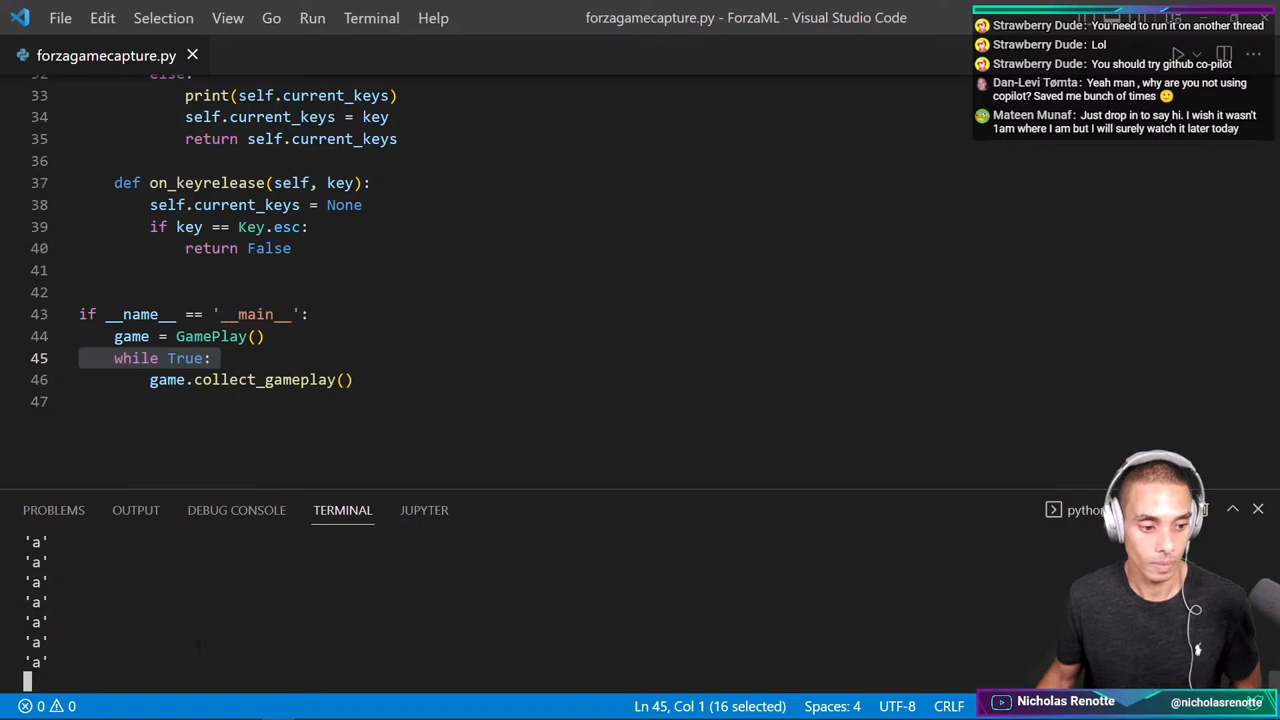 File Edit Selection View Go Run Terminal Help
forzagamecapture.py - ForzaML - Visual Studio Code
forzagamecapture.py
Strawberry Dude: You need to run it on another thread
Strawberry Dude: Lol
Strawberry Dude: You should try github co-pilot
Dan-Levi Tømta: Yeah man , why are you not using
copilot? Saved me bunch of times
Mateen Munaf: Just drop in to say hi. I wish it wasn't
1am where I am but I will surely watch it later today
32 else:
33 print(self.current_keys)
34 self.current_keys = key
35 return self.current_keys
36
37 def on_keyrelease(self, key):
38 self.current_keys = None
39 if key == Key.esc:
40 return False
41
42
43 if __name__ == '__main__':
44 game = GamePlay()
45 while True:
46 game.collect_gameplay()
47
PROBLEMS OUTPUT DEBUG CONSOLE TERMINAL JUPYTER
'a'
'a'
'a'
'a'
'a'
'a'
'a'
0 0
Ln 45, Col 1 (16 selected) Spaces: 4 UTF-8 CRLF
Nicholas Renotte @nicholasrenotte